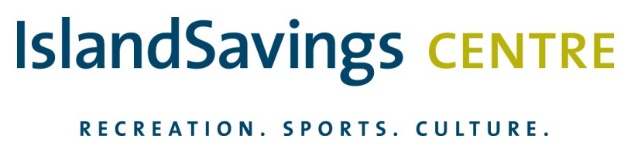 IslandSavings CENTRE
RECREATION. SPORTS. CULTURE.